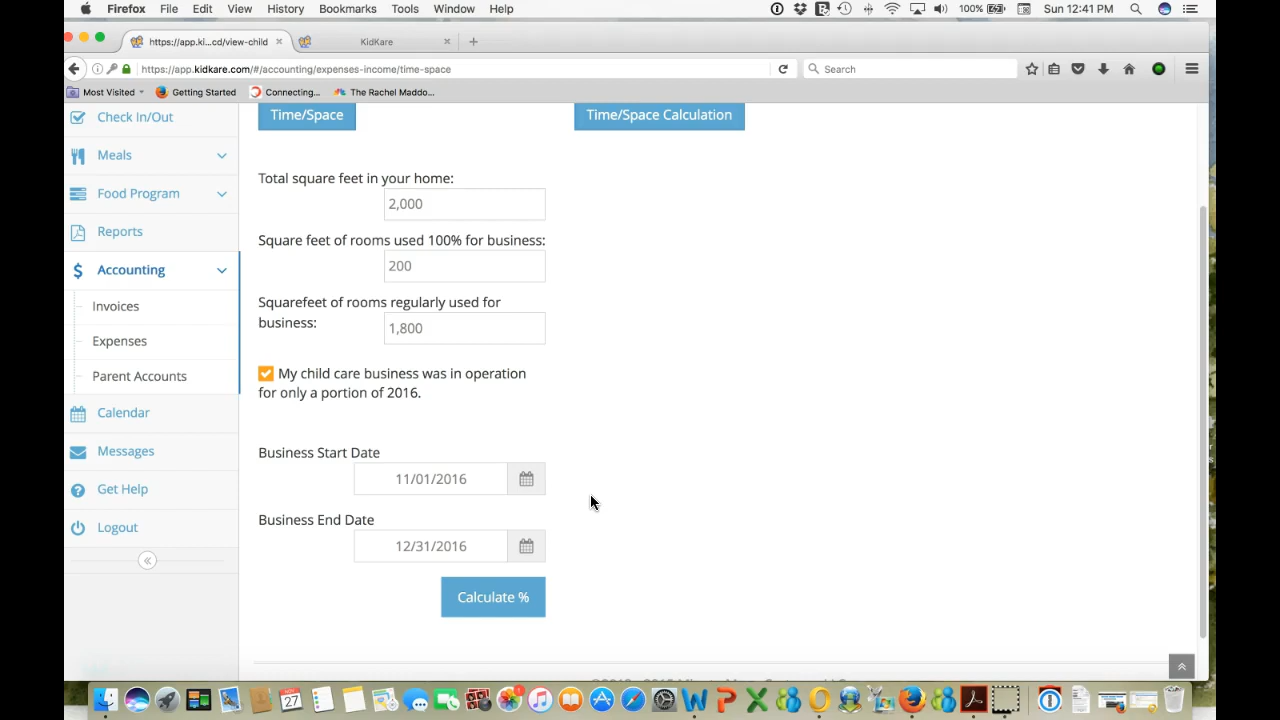 Firefox File Edit View History Bookmarks Tools Window Help 100% Sun 12:41 PM
https://app.ki...cd/view-child KidKare
https://app.kidkare.com/#/accounting/expenses-income/time-space Search
Most Visited Getting Started Connecting... The Rachel Maddo...
Check In/Out
Meals
Food Program
Reports
Accounting
Invoices
Expenses
Parent Accounts
Calendar
Messages
Get Help
Logout
Time/Space Time/Space Calculation
Total square feet in your home:
2,000
Square feet of rooms used 100% for business:
200
Squarefeet of rooms regularly used for
business:
1,800
My child care business was in operation
for only a portion of 2016.
Business Start Date
11/01/2016
Business End Date
12/31/2016
Calculate %
NOV
27